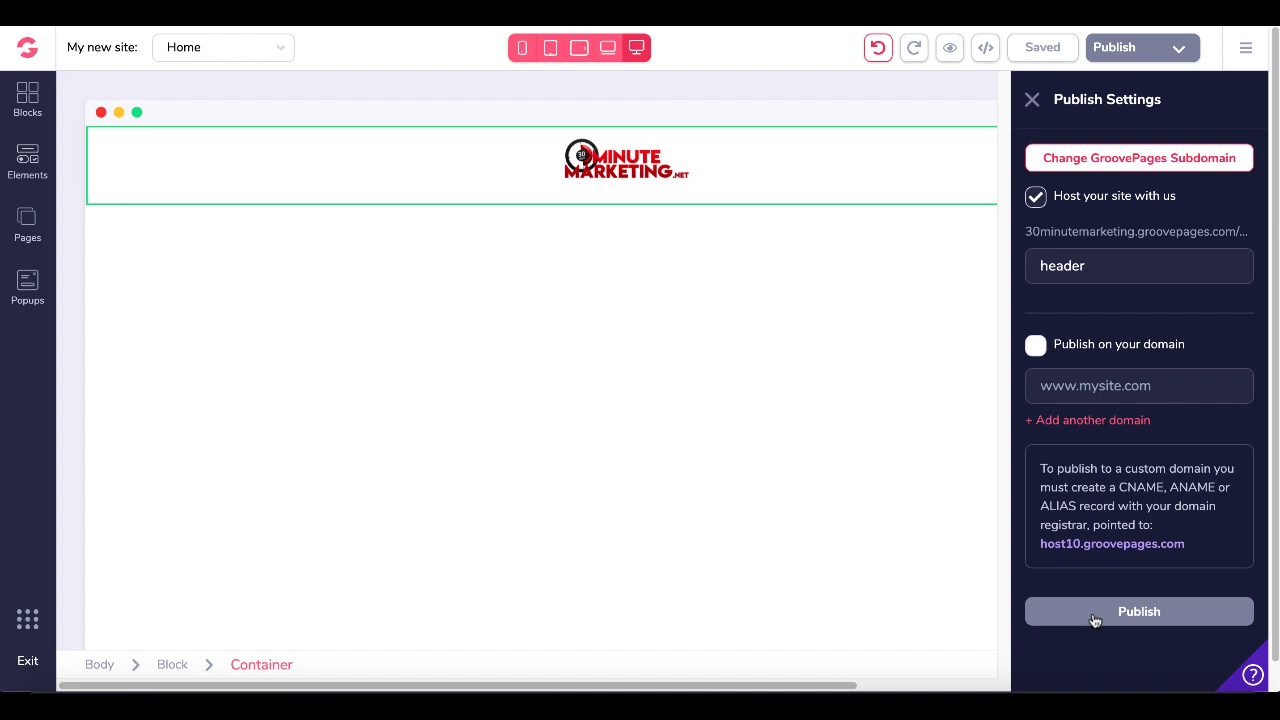 My new site:
Home
Saved
Publish
Blocks
Elements
Pages
Popups
Exit
30
MINUTE
MARKETING.NET
Body
Block
Container
Publish Settings
Change GroovePages Subdomain
Host your site with us
30minutemarketing.groovepages.com/...
header
Publish on your domain
www.mysite.com
+ Add another domain
To publish to a custom domain you
must create a CNAME, ANAME or
ALIAS record with your domain
registrar, pointed to:
host10.groovepages.com
Publish